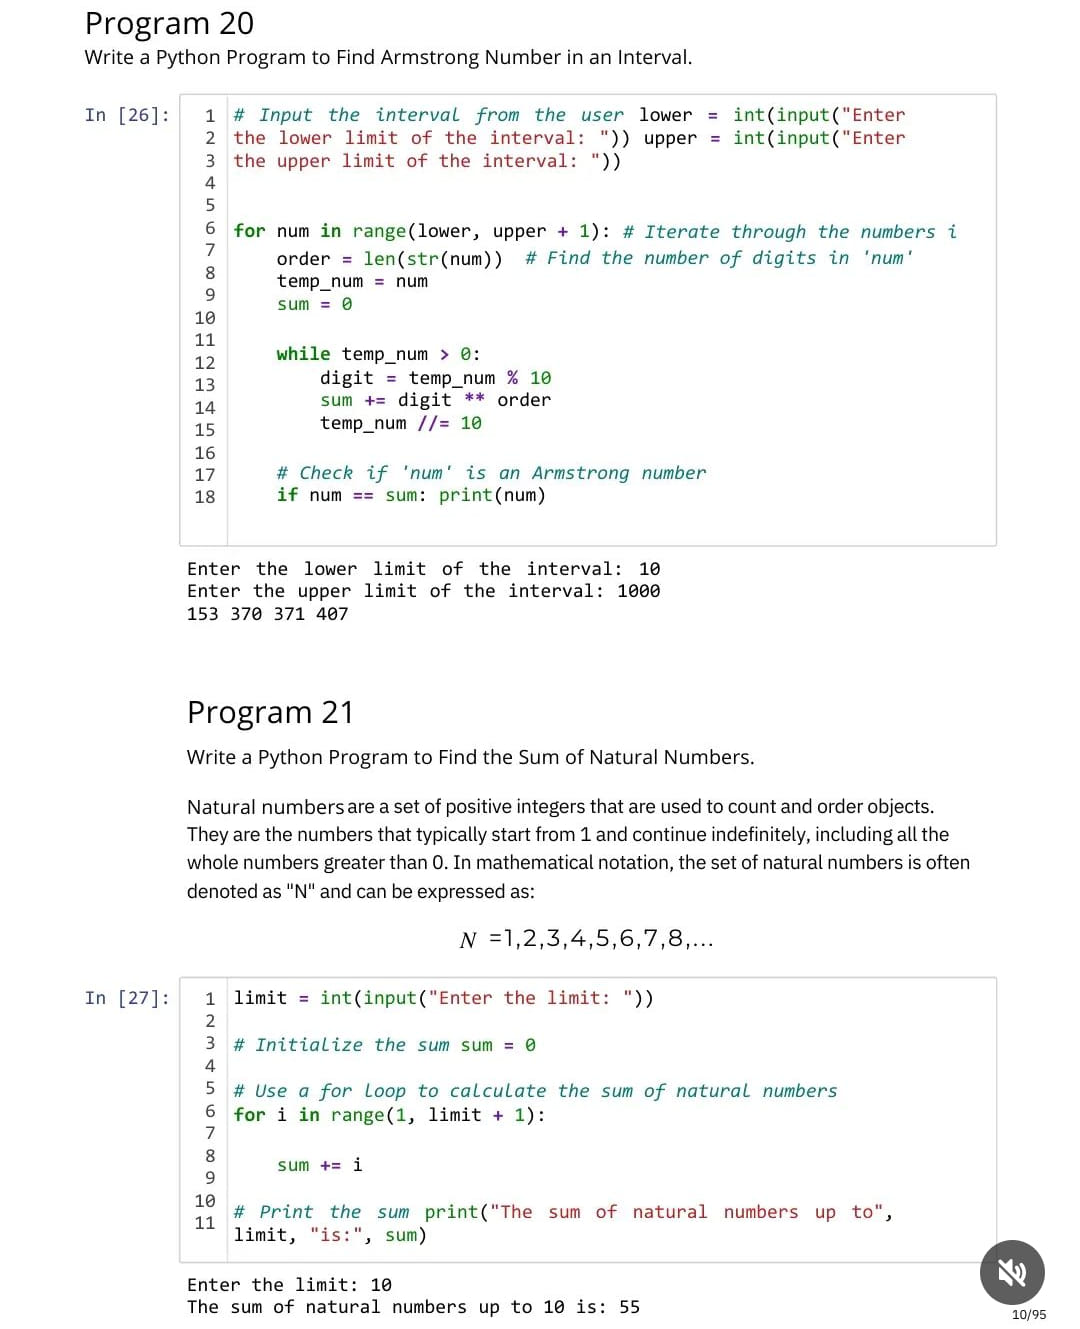 Program 20
Write a Python Program to Find Armstrong Number in an Interval.
In [26]:
1 # Input the interval from the user lower = int(input("Enter
2 the lower limit of the interval: ")) upper = int(input("Enter
3 the upper limit of the interval: "))
4
5
6 for num in range(lower, upper + 1): # Iterate through the numbers i
7 order = len(str(num)) # Find the number of digits in 'num'
8 temp_num = num
9 sum = 0
10
11
12 while temp_num > 0:
13 digit = temp_num % 10
14 sum += digit ** order
15 temp_num //= 10
16
17 # Check if 'num' is an Armstrong number
18 if num == sum: print(num)
Enter the lower limit of the interval: 10
Enter the upper limit of the interval: 1000
153 370 371 407
Program 21
Write a Python Program to Find the Sum of Natural Numbers.
Natural numbers are a set of positive integers that are used to count and order objects.
They are the numbers that typically start from 1 and continue indefinitely, including all the
whole numbers greater than 0. In mathematical notation, the set of natural numbers is often
denoted as "N" and can be expressed as:
N =1,2,3,4,5,6,7,8,...
In [27]:
1 limit = int(input("Enter the limit: "))
2
3 # Initialize the sum sum = 0
4
5 # Use a for loop to calculate the sum of natural numbers
6 for i in range(1, limit + 1):
7
8 sum += i
9
10 # Print the sum print("The sum of natural numbers up to",
11 limit, "is:", sum)
Enter the limit: 10
The sum of natural numbers up to 10 is: 55
10/95